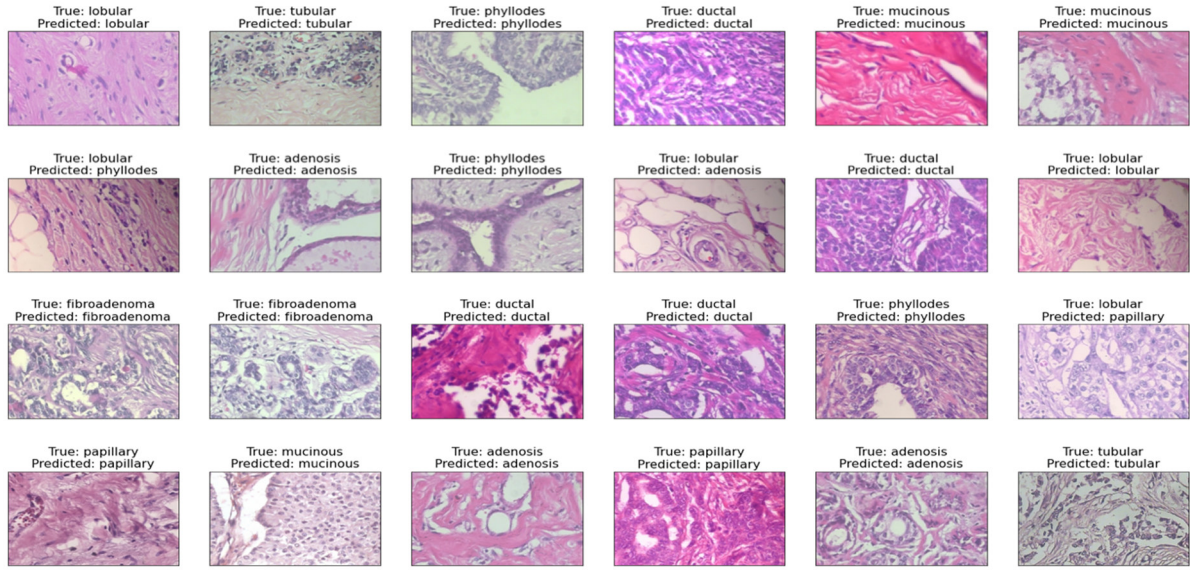 True: lobular
Predicted: lobular
True: tubular
Predicted: tubular
True: phyllodes
Predicted: phyllodes
True: ductal
Predicted: ductal
True: mucinous
Predicted: mucinous
True: mucinous
Predicted: mucinous
True: lobular
Predicted: phyllodes
True: adenosis
Predicted: adenosis
True: phyllodes
Predicted: phyllodes
True: lobular
Predicted: adenosis
True: ductal
Predicted: ductal
True: lobular
Predicted: lobular
True: fibroadenoma
Predicted: fibroadenoma
True: fibroadenoma
Predicted: fibroadenoma
True: ductal
Predicted: ductal
True: ductal
Predicted: ductal
True: phyllodes
Predicted: phyllodes
True: lobular
Predicted: papillary
True: papillary
Predicted: papillary
True: mucinous
Predicted: mucinous
True: adenosis
Predicted: adenosis
True: papillary
Predicted: papillary
True: adenosis
Predicted: adenosis
True: tubular
Predicted: tubular